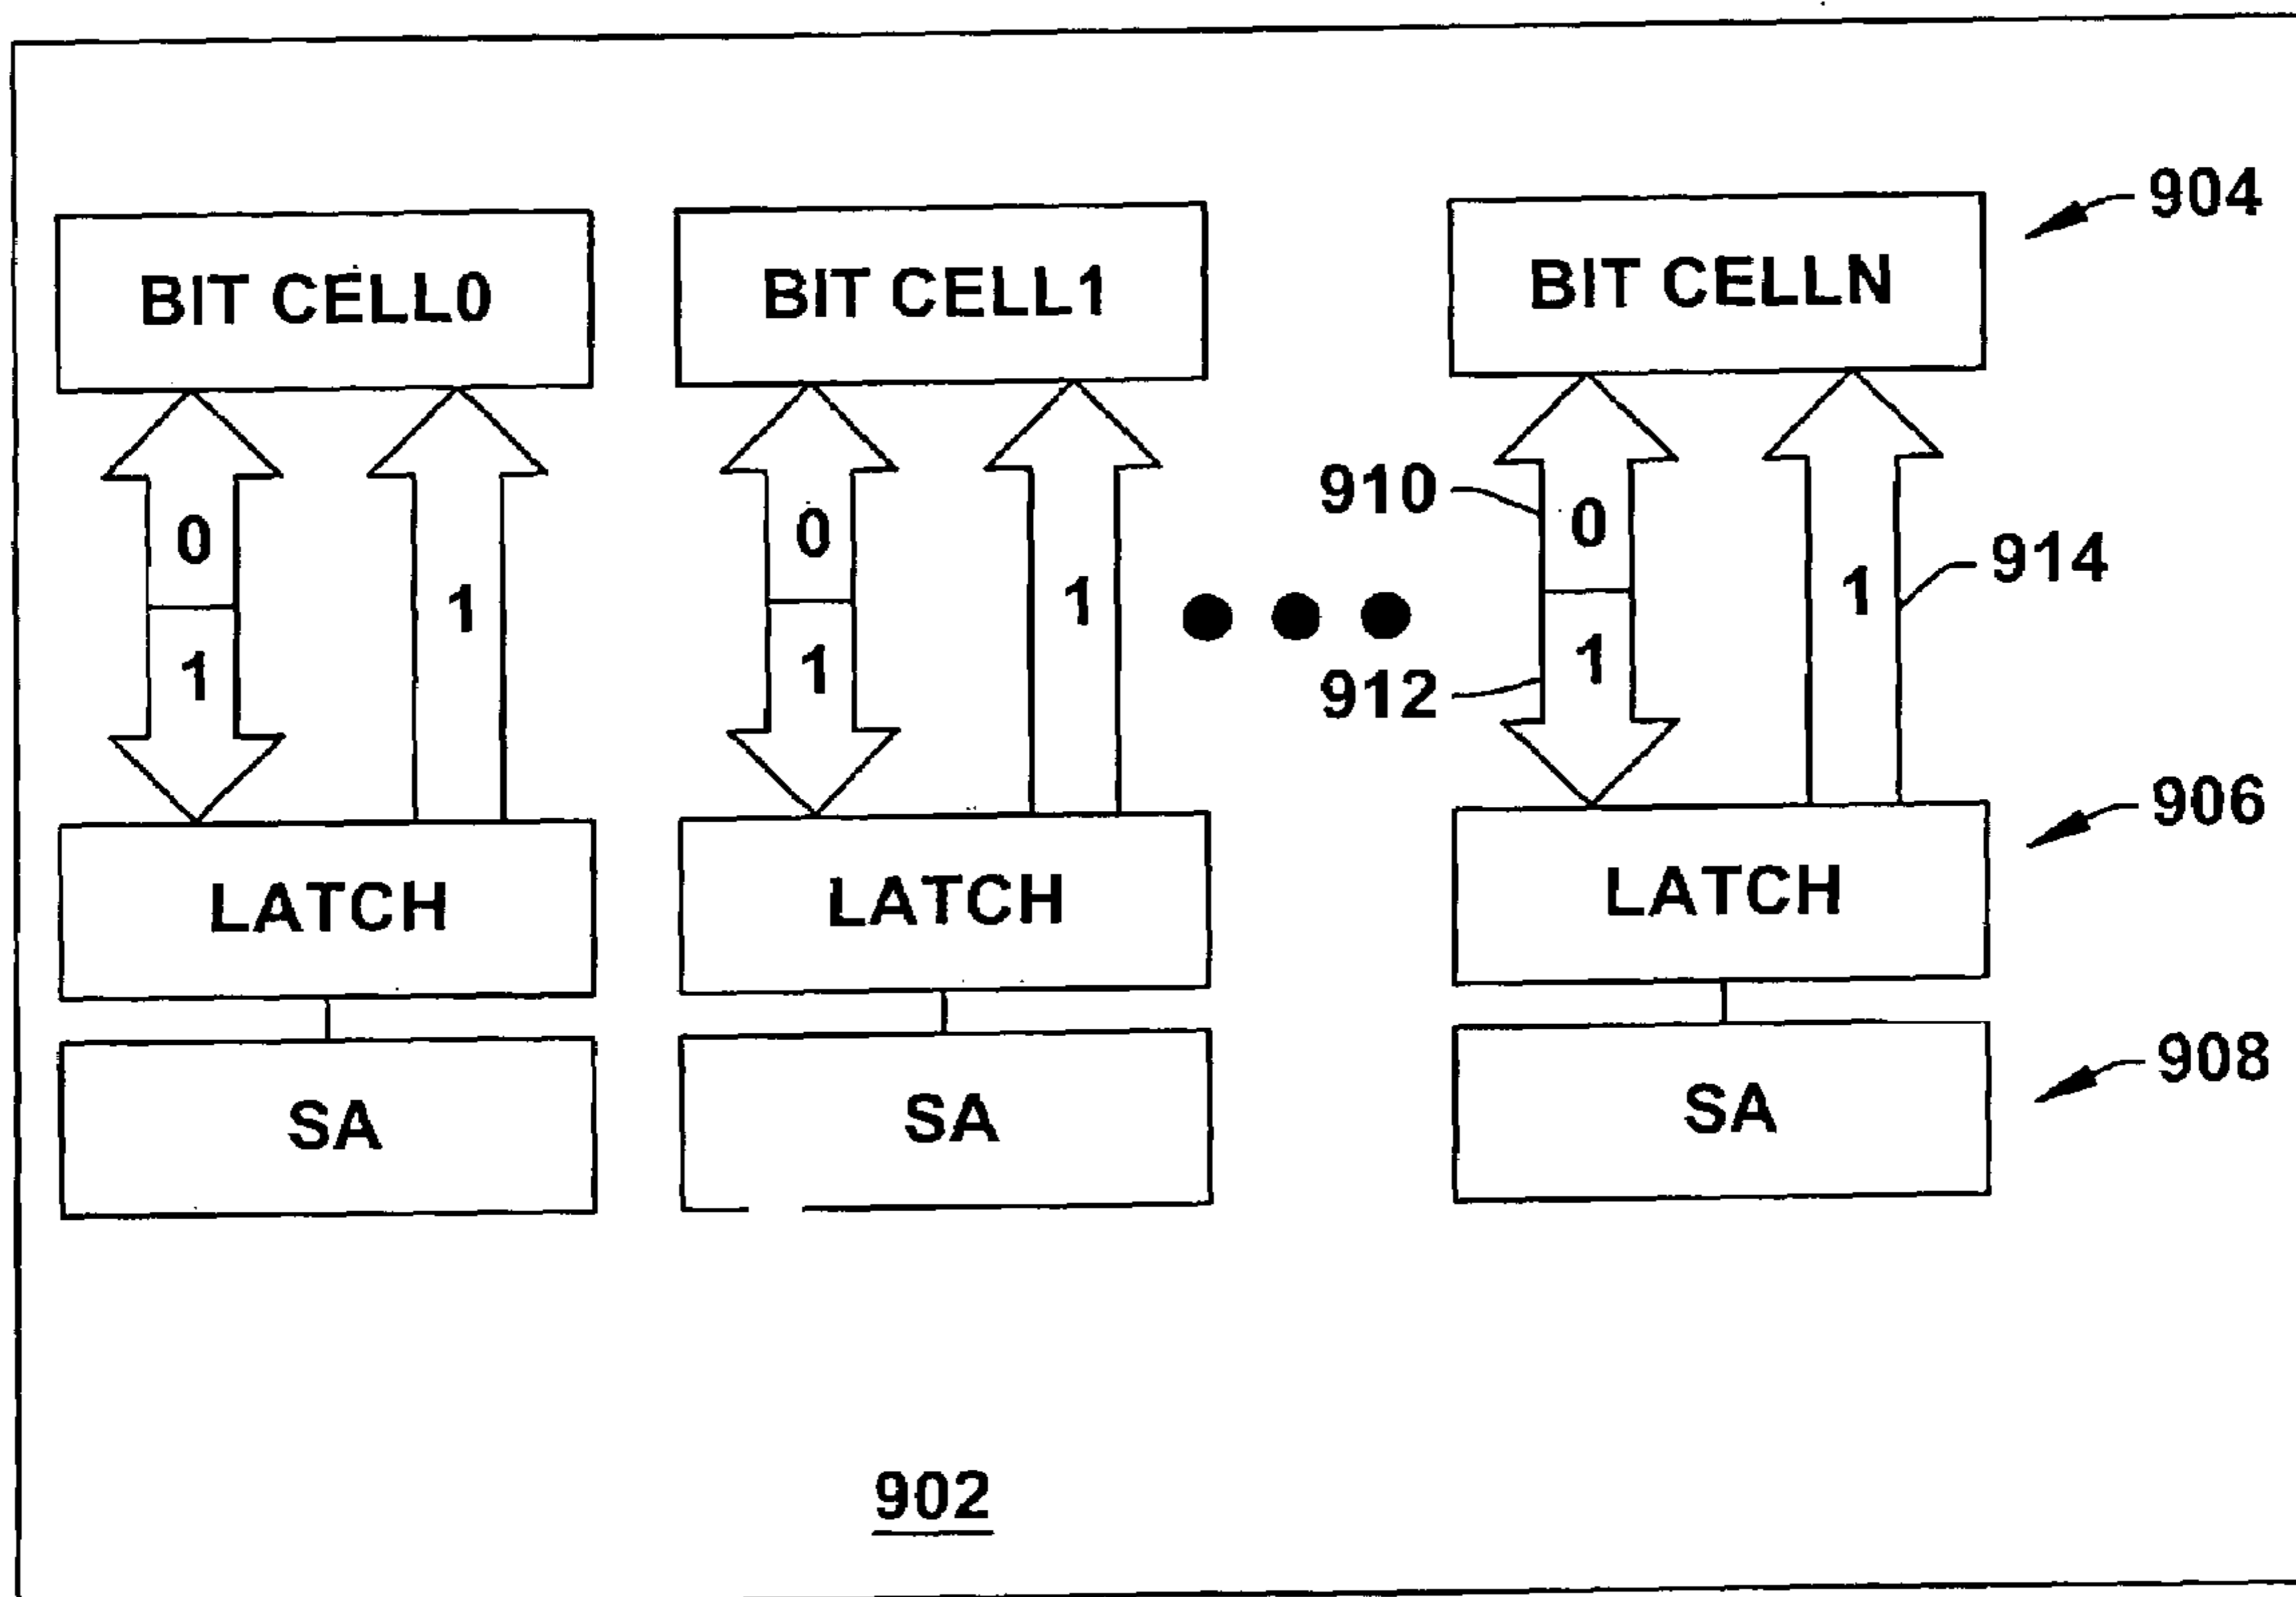 904
BIT CELL0 BIT CELL1 BIT CELLN
910
0 0 0
914
1 1 1
1 1 1
912
906
LATCH LATCH LATCH
908
SA SA SA
902